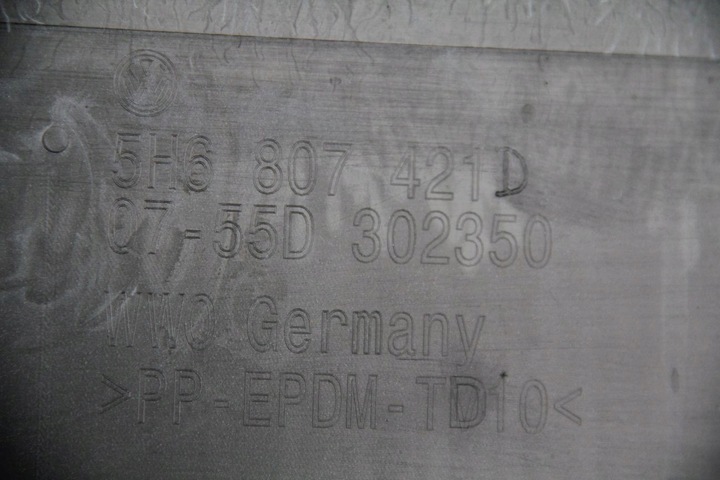 5H6 807 421D
07-55D 302350
Germany
>PP-EPDM-TD10<